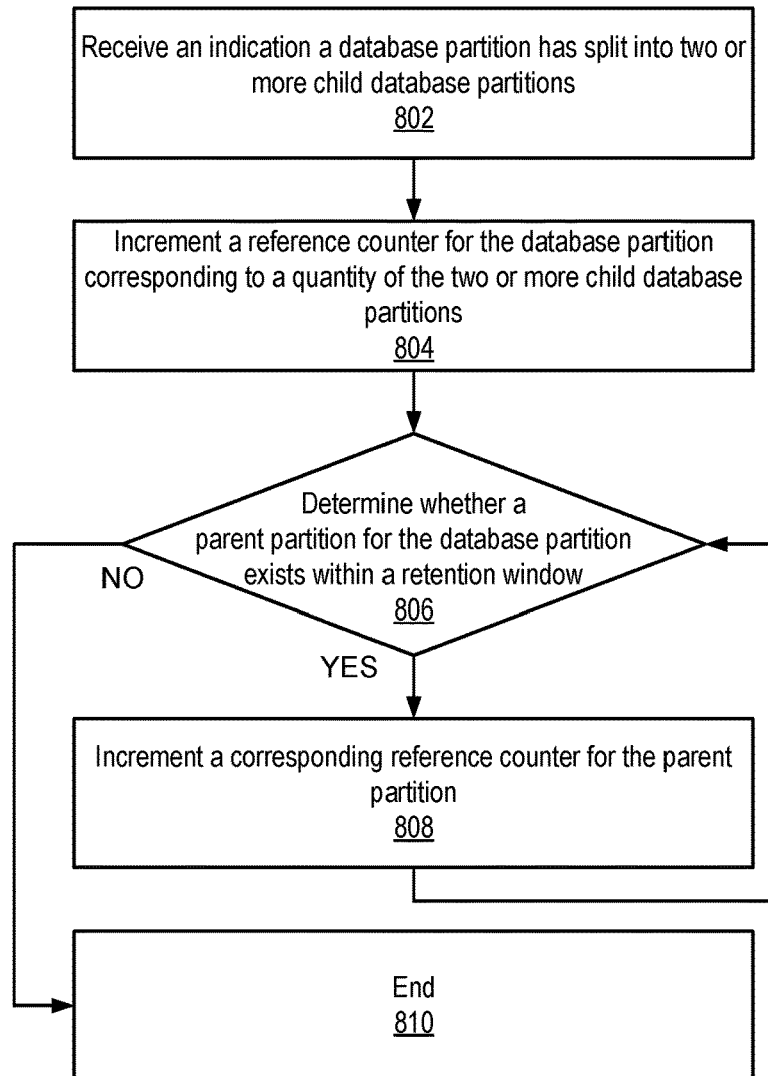 Receive an indication a database partition has split into two or
more child database partitions
802
Increment a reference counter for the database partition
corresponding to a quantity of the two or more child database
partitions
804
Determine whether a
parent partition for the database partition
exists within a retention window
806
NO
YES
Increment a corresponding reference counter for the parent
partition
808
End
810